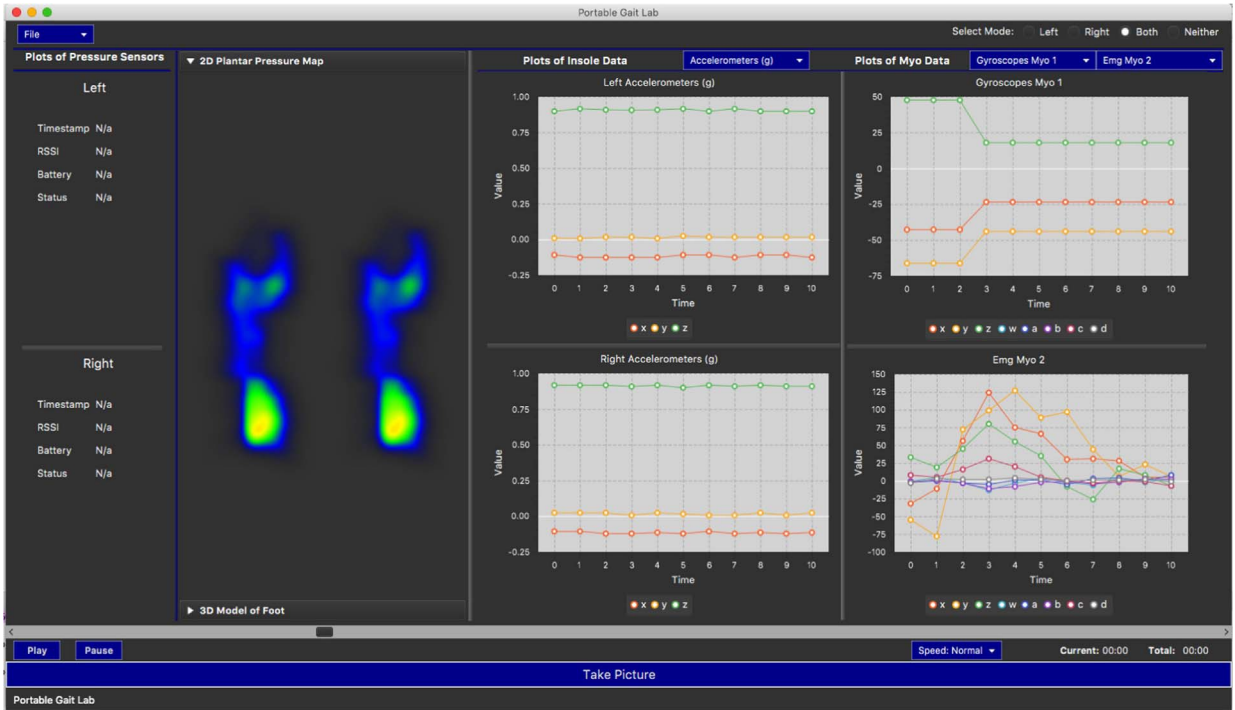 Portable Gait Lab
File
Select Mode: Left Right Both Neither
Plots of Pressure Sensors
Left
Timestamp N/a
RSSI N/a
Battery N/a
Status N/a
Right
Timestamp N/a
RSSI N/a
Battery N/a
Status N/a
▼ 2D Plantar Pressure Map
▶ 3D Model of Foot
Plots of Insole Data Accelerometers (g)
Left Accelerometers (g)
1.00
0.75
0.50
0.25
0.00
-0.25
Value
0 1 2 3 4 5 6 7 8 9 10
Time
x y z
Right Accelerometers (g)
1.00
0.75
0.50
0.25
0.00
-0.25
Value
0 1 2 3 4 5 6 7 8 9 10
Time
x y z
Plots of Myo Data Gyroscopes Myo 1 Emg Myo 2
Gyroscopes Myo 1
50
25
0
-25
-50
-75
Value
0 1 2 3 4 5 6 7 8 9 10
Time
x y z w a b c d
Emg Myo 2
150
125
100
75
50
25
0
-25
-50
-75
-100
Value
0 1 2 3 4 5 6 7 8 9 10
Time
x y z w a b c d
Play Pause
Speed: Normal Current: 00:00 Total: 00:00
Take Picture
Portable Gait Lab